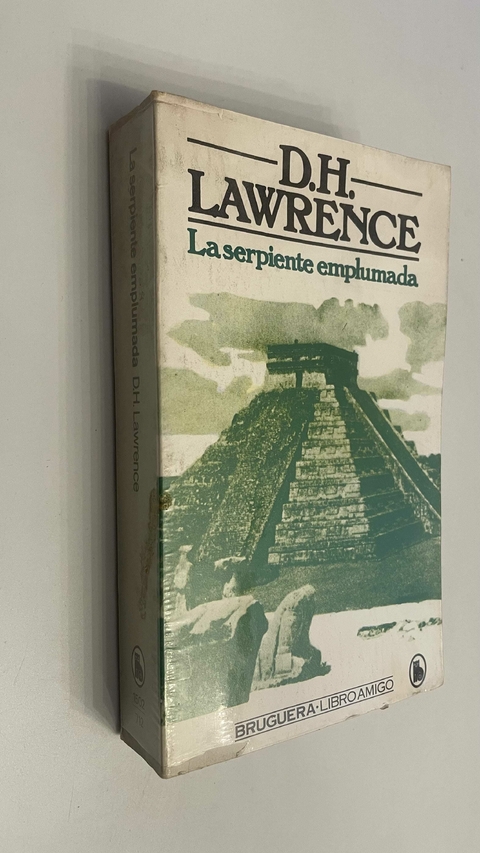 D.H.
LAWRENCE
La serpiente emplumada
BRUGUERA·LIBRO AMIGO
La serpiente emplumada D.H. Lawrence